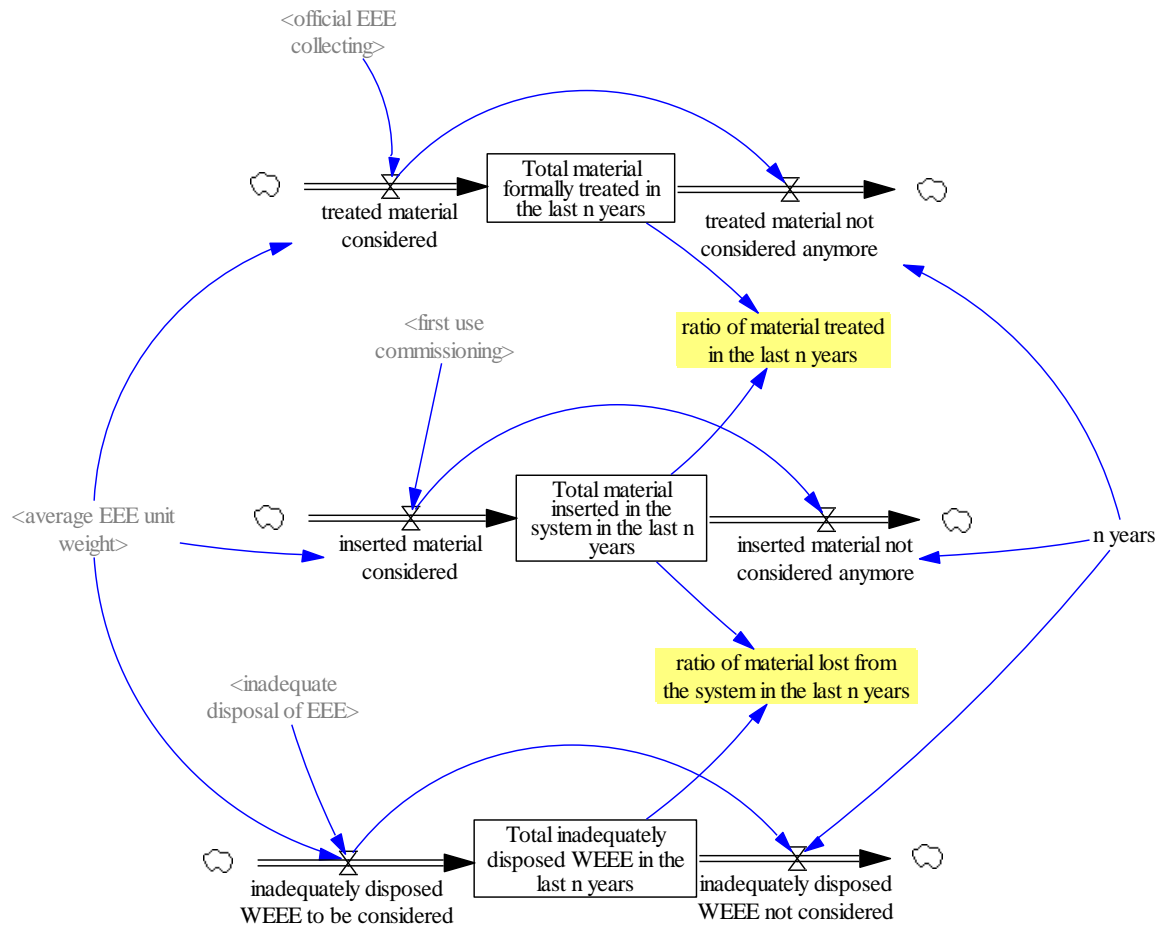 <official EEE
collecting>
Total material
formally treated in
the last n years
treated material
considered
treated material not
considered anymore
<first use
commissioning>
ratio of material treated
in the last n years
<average EEE unit
weight>
Total material
inserted in the
system in the last n
years
inserted material
considered
inserted material not
considered anymore
n years
ratio of material lost from
the system in the last n years
<inadequate
disposal of EEE>
Total inadequately
disposed WEEE in the
last n years
inadequately disposed
WEEE to be considered
inadequately disposed
WEEE not considered